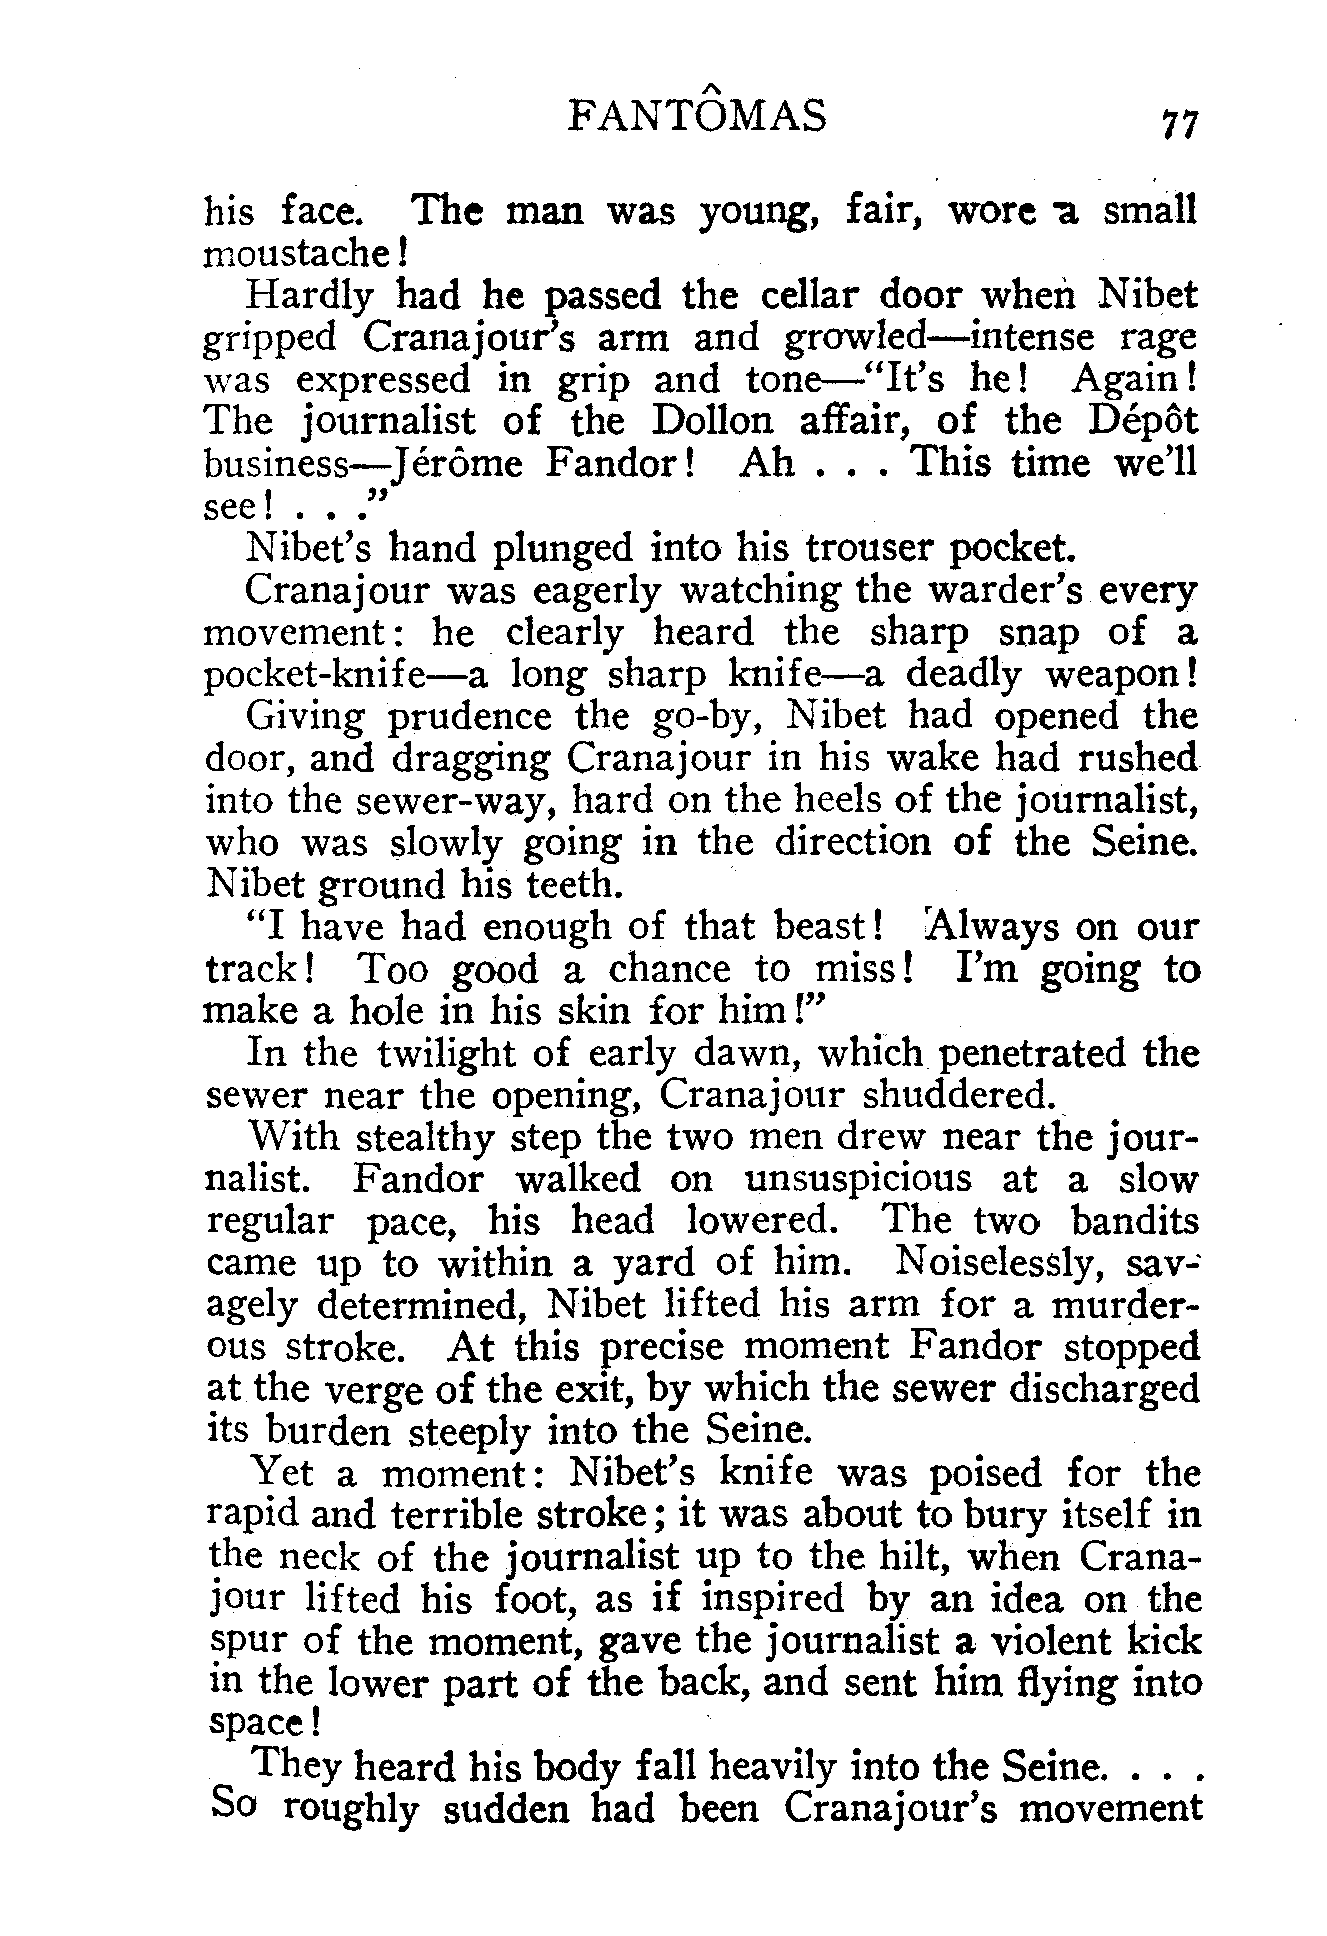 FANTÔMAS 77
his face. The man was young, fair, wore a small
moustache!
Hardly had he passed the cellar door when Nibet
gripped Cranajour's arm and growled—intense rage
was expressed in grip and tone—"It's he! Again!
The journalist of the Dollon affair, of the Dépôt
business—Jérôme Fandor! Ah . . . This time we'll
see! . . ."
Nibet's hand plunged into his trouser pocket.
Cranajour was eagerly watching the warder's every
movement: he clearly heard the sharp snap of a
pocket-knife—a long sharp knife—a deadly weapon!
Giving prudence the go-by, Nibet had opened the
door, and dragging Cranajour in his wake had rushed
into the sewer-way, hard on the heels of the journalist,
who was slowly going in the direction of the Seine.
Nibet ground his teeth.
"I have had enough of that beast! Always on our
track! Too good a chance to miss! I'm going to
make a hole in his skin for him!"
In the twilight of early dawn, which penetrated the
sewer near the opening, Cranajour shuddered.
With stealthy step the two men drew near the jour-
nalist. Fandor walked on unsuspicious at a slow
regular pace, his head lowered. The two bandits
came up to within a yard of him. Noiselessly, sav-
agely determined, Nibet lifted his arm for a murder-
ous stroke. At this precise moment Fandor stopped
at the verge of the exit, by which the sewer discharged
its burden steeply into the Seine.
Yet a moment: Nibet's knife was poised for the
rapid and terrible stroke; it was about to bury itself in
the neck of the journalist up to the hilt, when Crana-
jour lifted his foot, as if inspired by an idea on the
spur of the moment, gave the journalist a violent kick
in the lower part of the back, and sent him flying into
space!
They heard his body fall heavily into the Seine. . . .
So roughly sudden had been Cranajour's movement